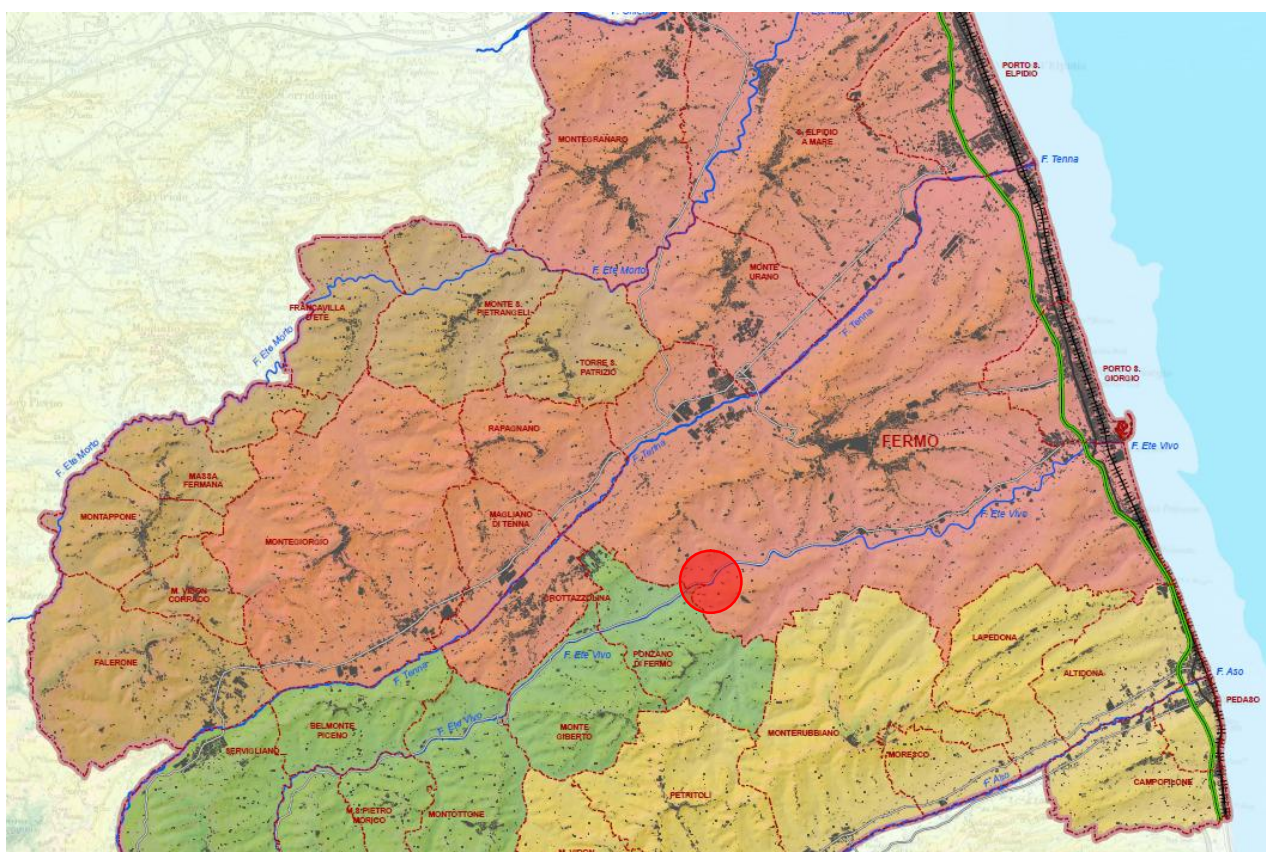 F. Ete Morto
PORTO S.
ELPIDIO
MONTEGRANARO
S. ELPIDIO
A MARE
F. Tenna
F. Ete Morto
MONTE
URANO
FRANCAVILLA
D'ETE
MONTE S.
PIETRANGELI
F. Tenna
F. Ete Morto
TORRE S.
PATRIZIO
PORTO S.
GIORGIO
RAPAGNANO
FERMO
F. Ete Vivo
F. Tenna
F. Ete Morto
MASSA
FERMANA
MONTAPPONE
MAGLIANO
DI TENNA
F. Ete Vivo
MONTEGIORGIO
M. VIDON
CORRADO
GROTTAZZOLINA
LAPEDONA
FALERONE
F. Ete Vivo
PONZANO
DI FERMO
F. Tenna
ALTIDONA
F. Aso
PEDASO
BELMONTE
PICENO
F. Ete Vivo
MONTE
GIBERTO
MONTERUBBIANO
SERVIGLIANO
MORESCO
F. Aso
CAMPOFILONE
PETRITOLI
M.S.PIETRO
MORICO
MONTOTTONE
M. VIDON